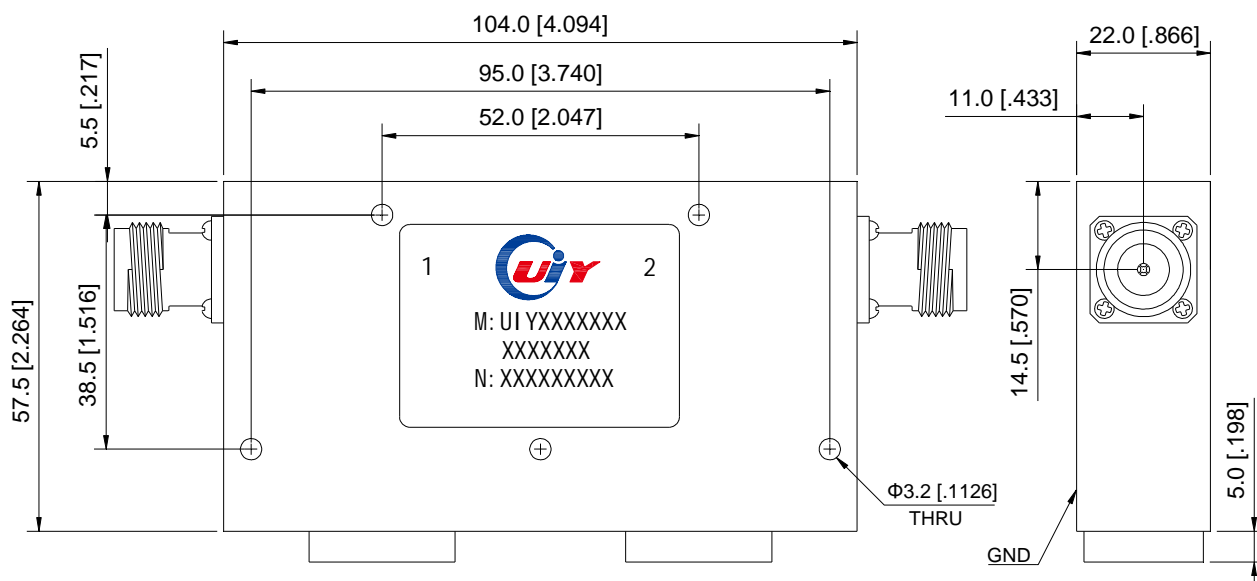 104.0 [4.094]
95.0 [3.740]
52.0 [2.047]
5.5 [.217]
57.5 [2.264]
38.5 [1.516]
1
UiY
2
M: UIYXXXXXXX
XXXXXXX
N: XXXXXXXXX
Φ3.2 [.1126]
THRU
22.0 [.866]
11.0 [.433]
14.5 [.570]
5.0 [.198]
GND